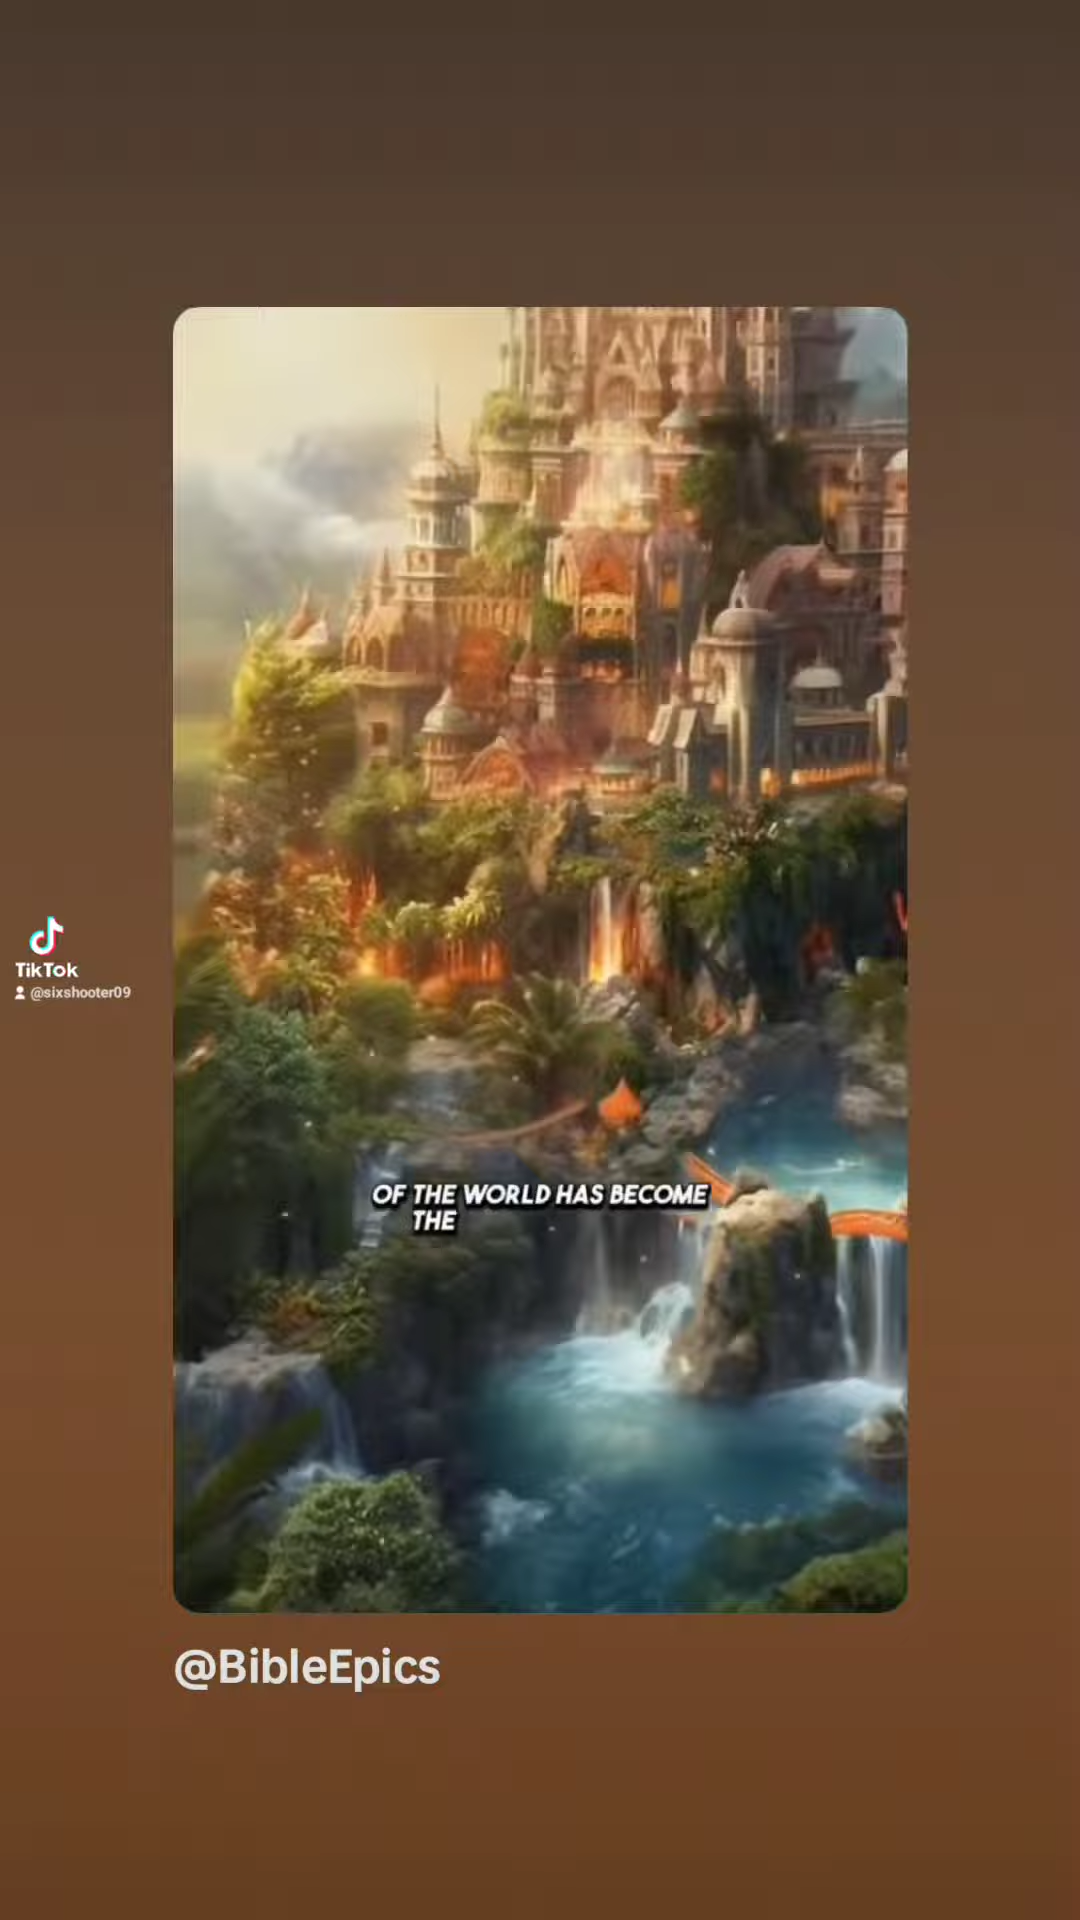 TikTok
@sixshooter09
OF THE WORLD HAS BECOME
THE
@BibleEpics